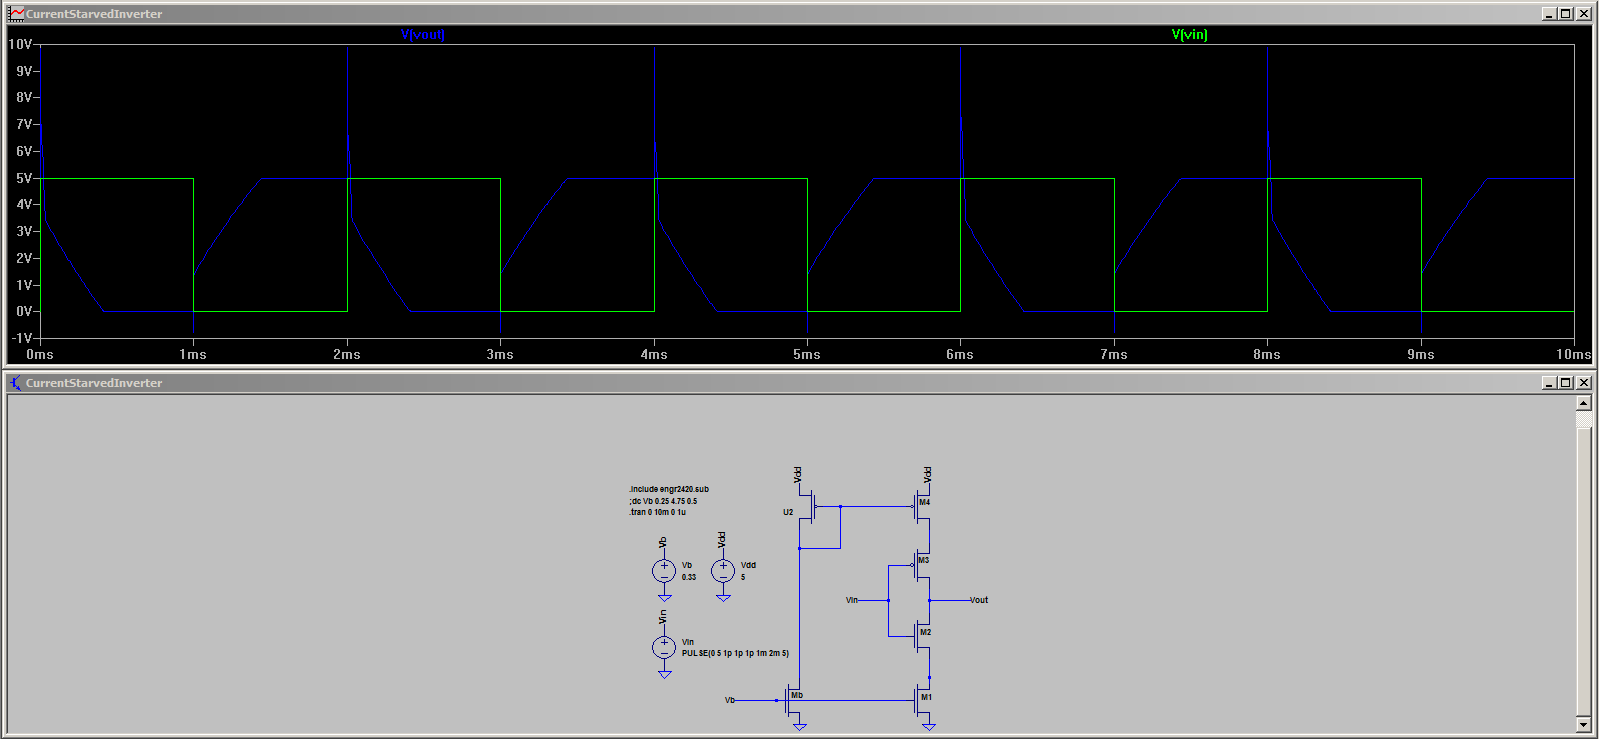 CurrentStarvedInverter
V(vout) V(vin)
10V
9V
8V
7V
6V
5V
4V
3V
2V
1V
0V
-1V
0ms 1ms 2ms 3ms 4ms 5ms 6ms 7ms 8ms 9ms 10ms
CurrentStarvedInverter
Vdd Vdd
.include engr2420.sub
;dc Vb 0.25 4.75 0.5
.tran 0 10m 0 1u
U2 M4
Vb Vdd
Vb Vdd
0.33 5
M3
Vin Vout
Vin
M2
Vin
PULSE(0 5 1p 1p 1p 1m 2m 5)
Vb Mb M1